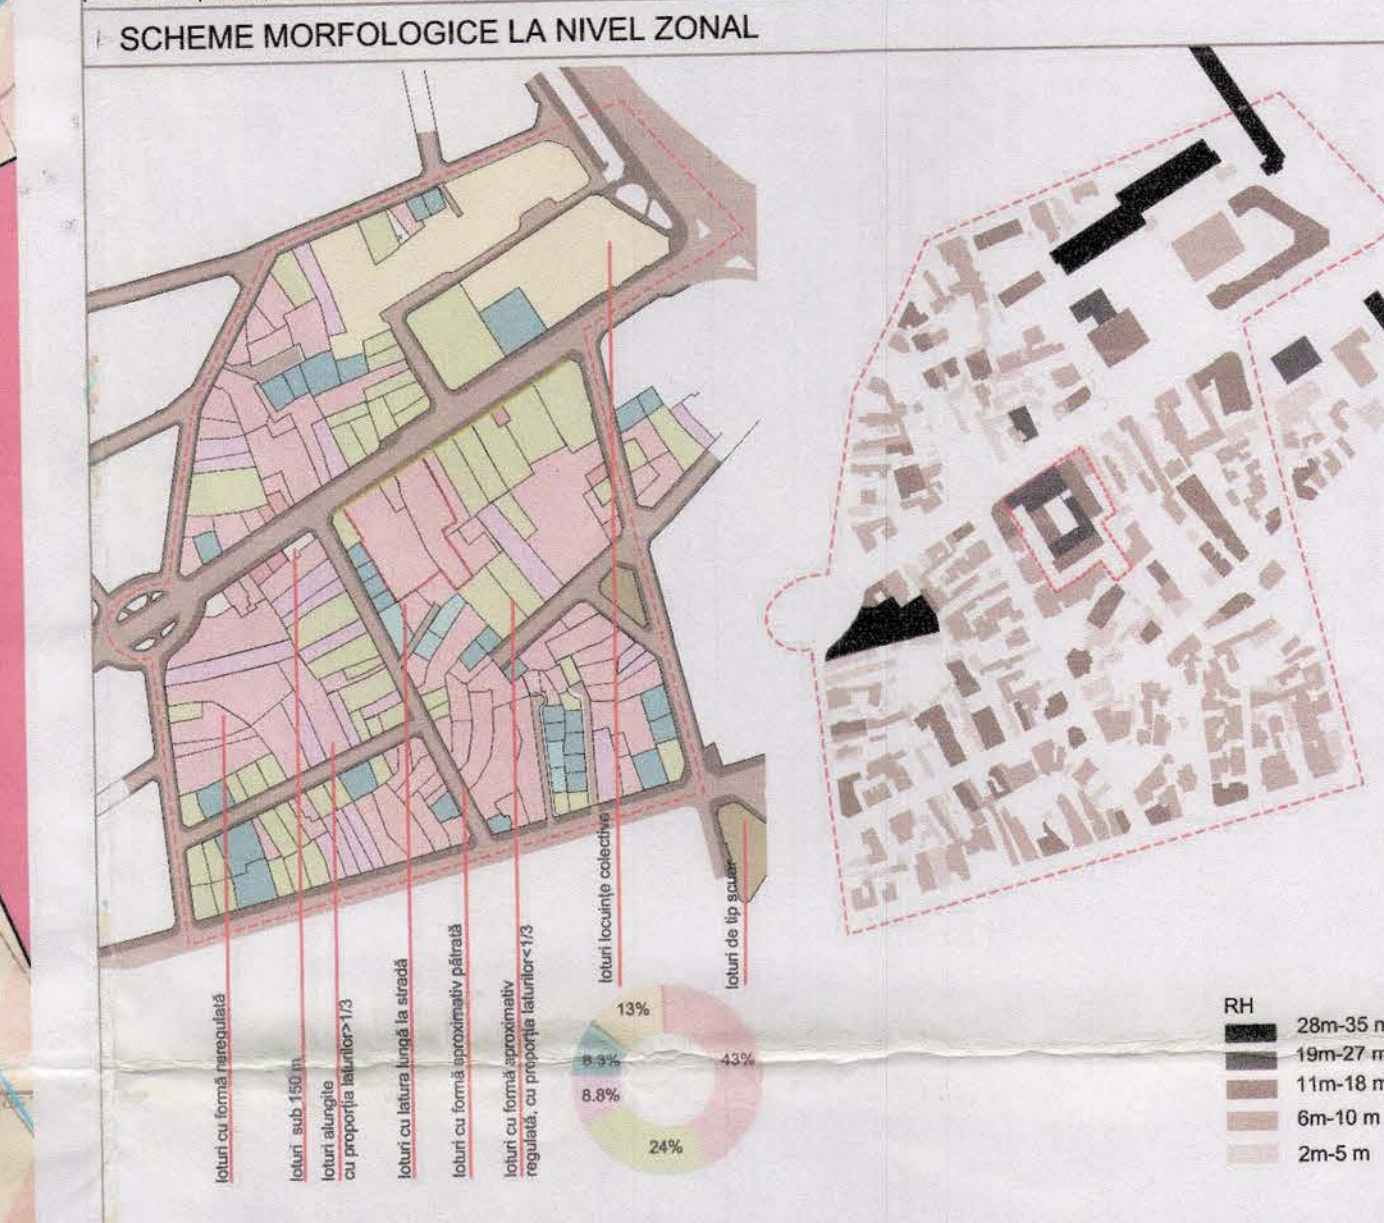 SCHEME MORFOLOGICE LA NIVEL ZONAL
loturi cu formă neregulată
loturi sub 150 m
loturi alungite
cu proporția laturilor>1/3
loturi cu latura lungă la stradă
loturi cu formă aproximativ pătrată
loturi cu formă aproximativ
regulată, cu proporția laturilor<1/3
loturi locuințe colective
loturi de tip scuar
13%
43%
8.3%
8.8%
24%
RH
28m-35 m
19m-27 m
11m-18 m
6m-10 m
2m-5 m